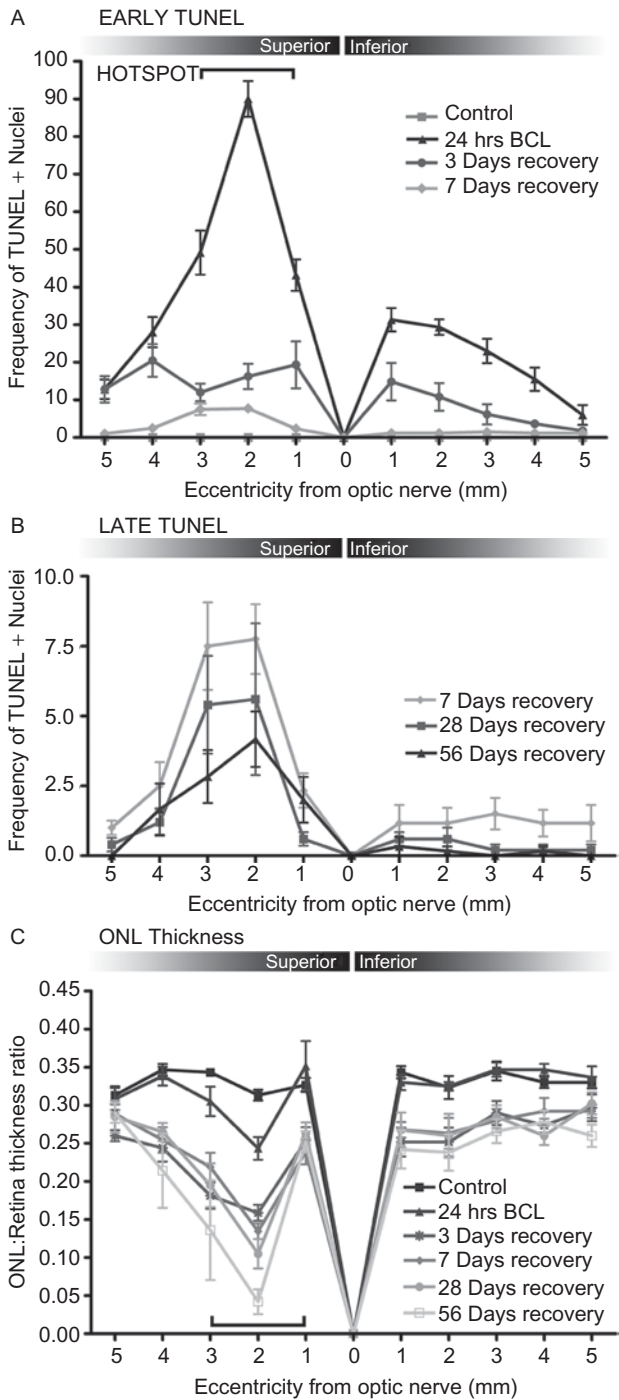 A EARLY TUNEL
Superior Inferior
HOTSPOT
Control
24 hrs BCL
3 Days recovery
7 Days recovery
Frequency of TUNEL + Nuclei
100
90
80
70
60
50
40
30
20
10
0
5 4 3 2 1 0 1 2 3 4 5
Eccentricity from optic nerve (mm)
B LATE TUNEL
Superior Inferior
7 Days recovery
28 Days recovery
56 Days recovery
Frequency of TUNEL + Nuclei
10.0
7.5
5.0
2.5
0.0
5 4 3 2 1 0 1 2 3 4 5
Eccentricity from optic nerve (mm)
C ONL Thickness
Superior Inferior
Control
24 hrs BCL
3 Days recovery
7 Days recovery
28 Days recovery
56 Days recovery
ONL:Retina thickness ratio
0.45
0.40
0.35
0.30
0.25
0.20
0.15
0.10
0.05
0.00
5 4 3 2 1 0 1 2 3 4 5
Eccentricity from optic nerve (mm)